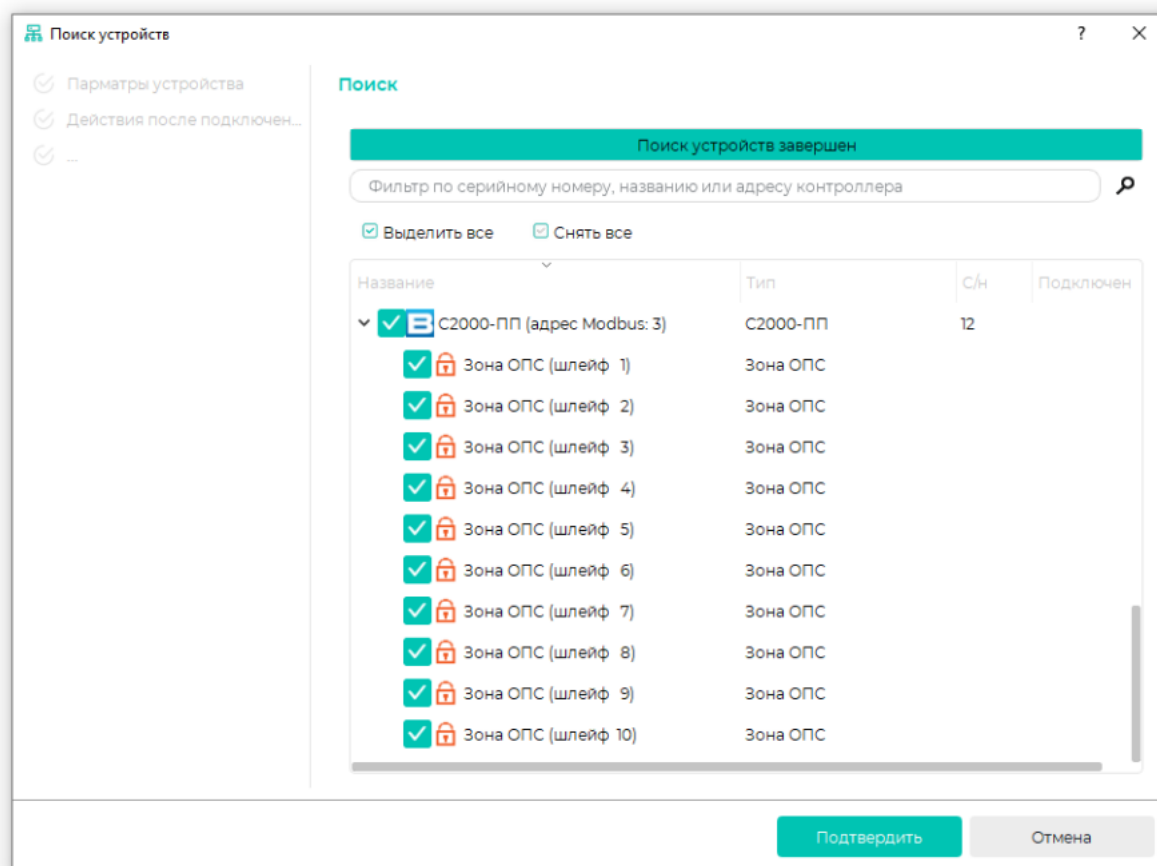 Поиск устройств
?
Парматры устройства
Действия после подключен...
...
Поиск
Поиск устройств завершен
Фильтр по серийному номеру, названию или адресу контроллера
Выделить все Снять все
Название Тип С/н Подключен
С2000-ПП (адрес Modbus: 3) С2000-ПП 12
Зона ОПС (шлейф 1) Зона ОПС
Зона ОПС (шлейф 2) Зона ОПС
Зона ОПС (шлейф 3) Зона ОПС
Зона ОПС (шлейф 4) Зона ОПС
Зона ОПС (шлейф 5) Зона ОПС
Зона ОПС (шлейф 6) Зона ОПС
Зона ОПС (шлейф 7) Зона ОПС
Зона ОПС (шлейф 8) Зона ОПС
Зона ОПС (шлейф 9) Зона ОПС
Зона ОПС (шлейф 10) Зона ОПС
Подтвердить Отмена